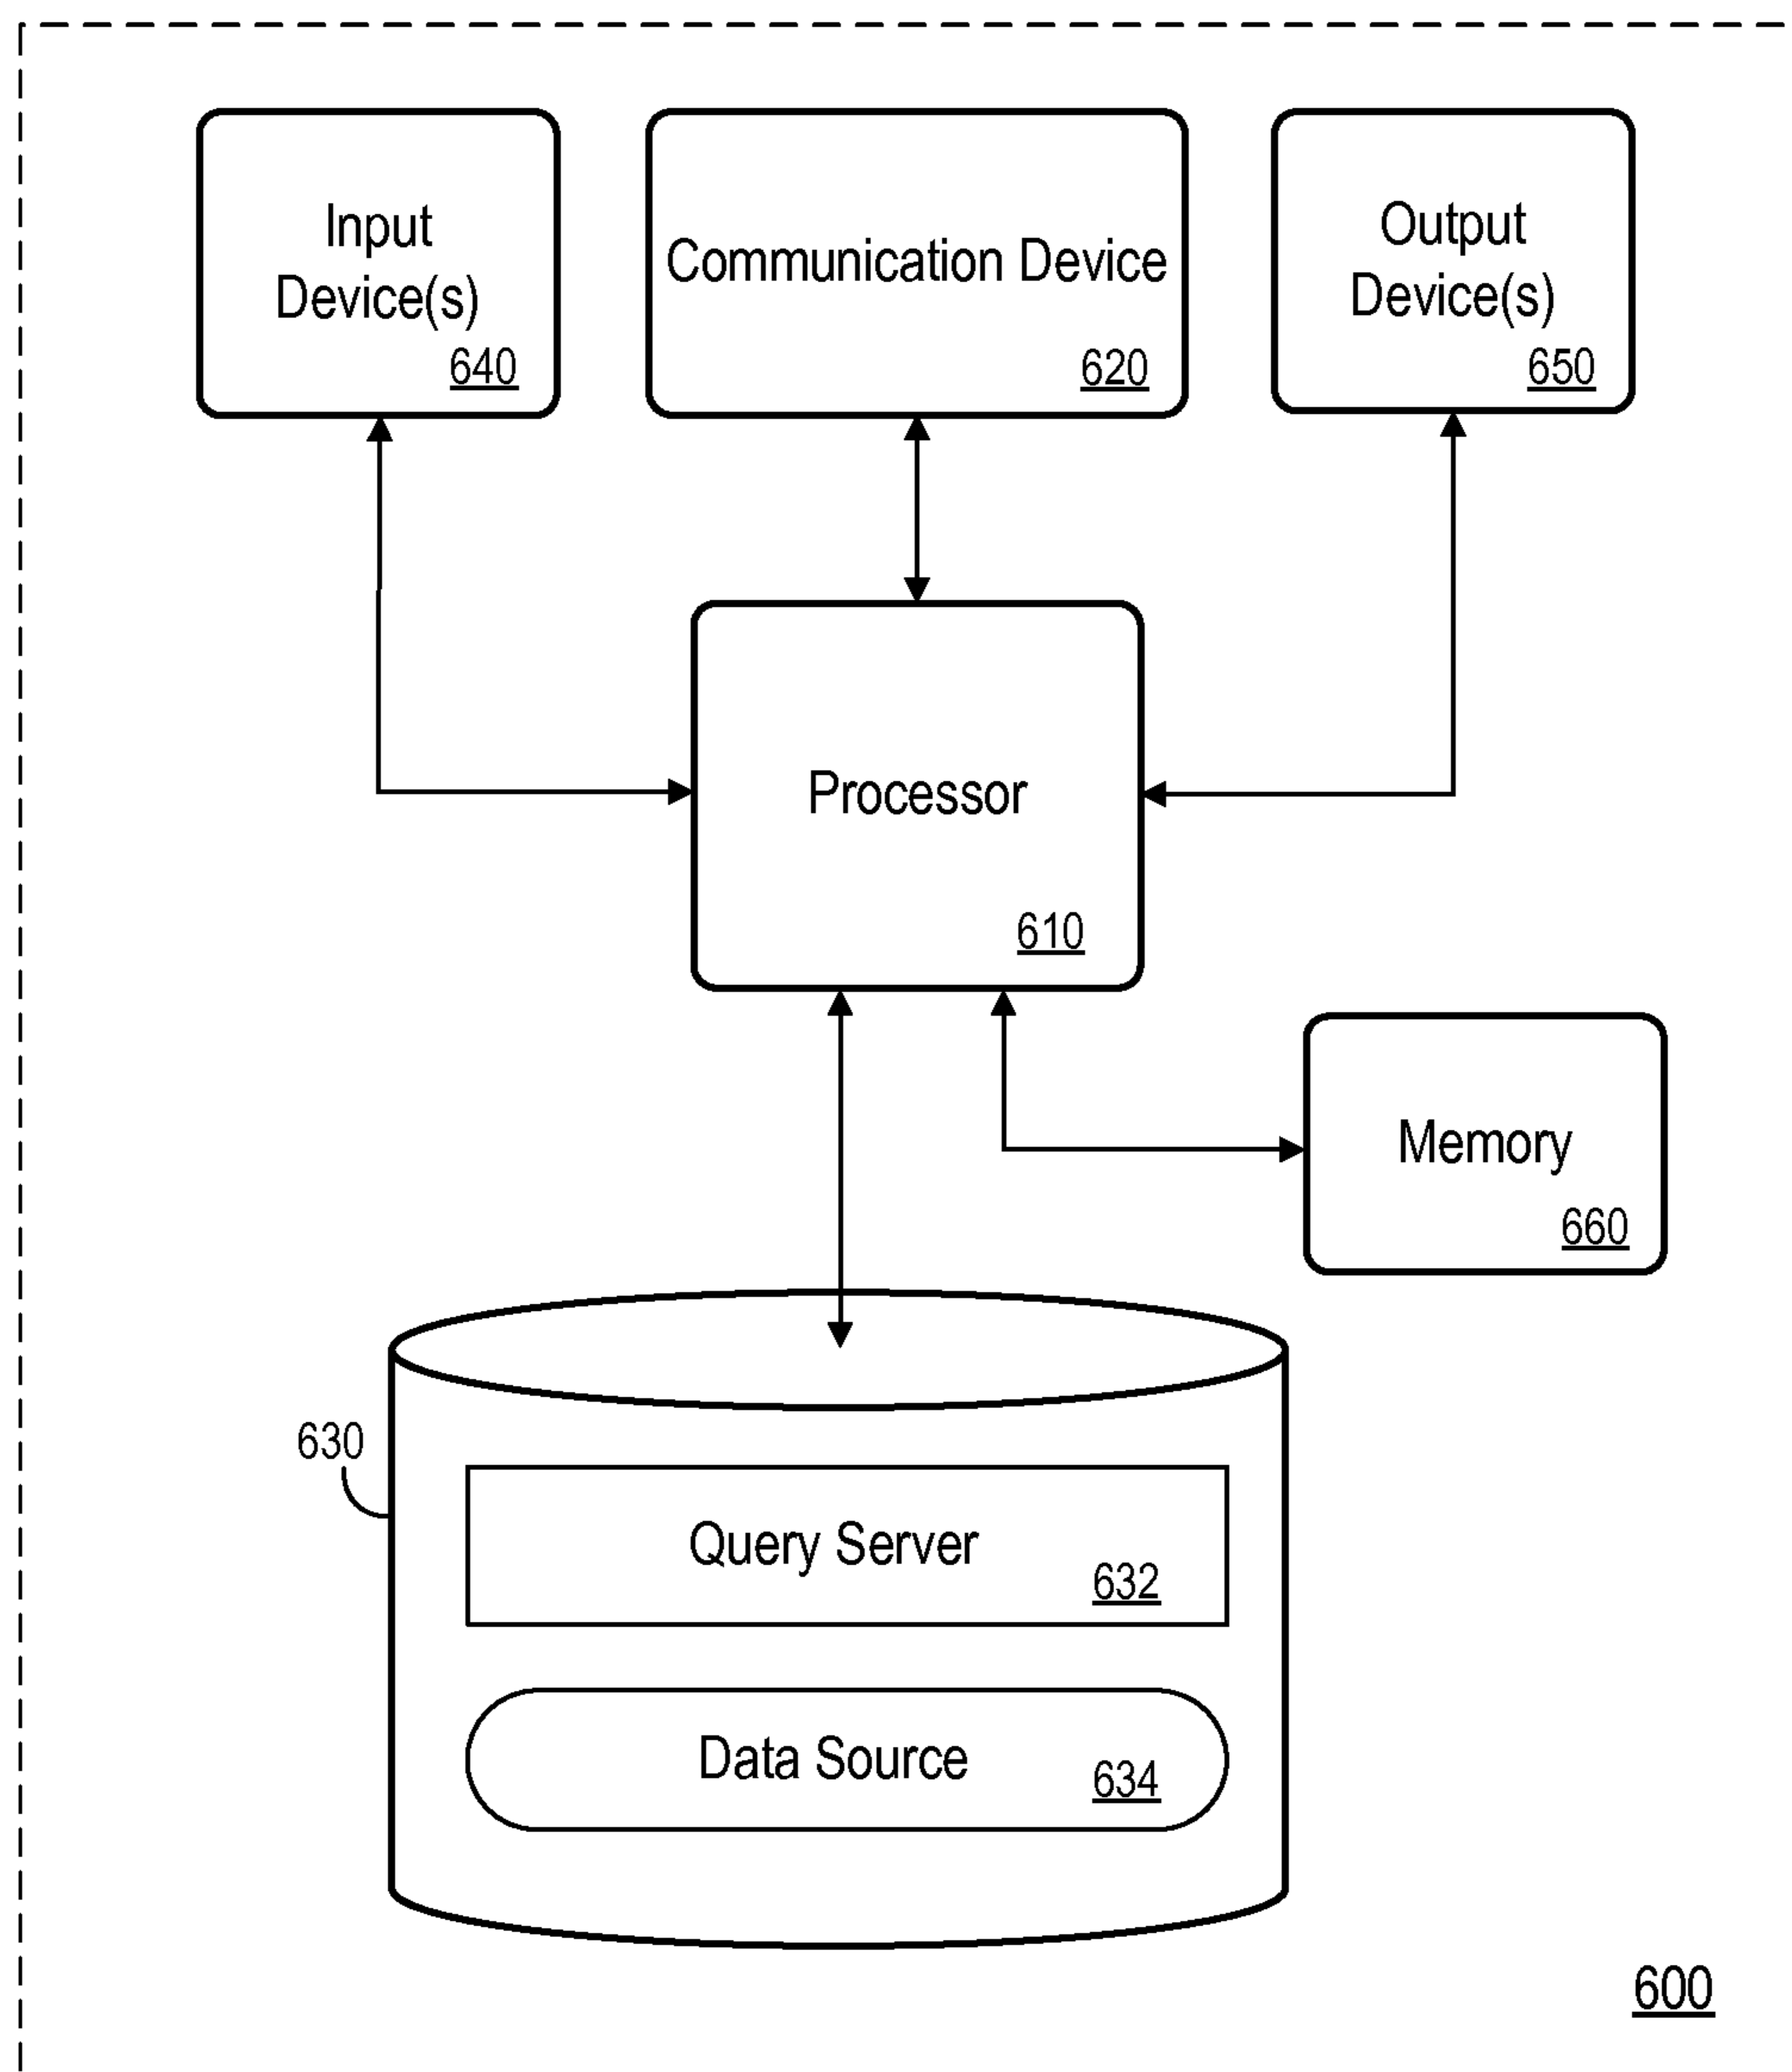 Input
Device(s)
640
Communication Device
620
Output
Device(s)
650
Processor
610
Memory
660
630
Query Server
632
Data Source
634
600